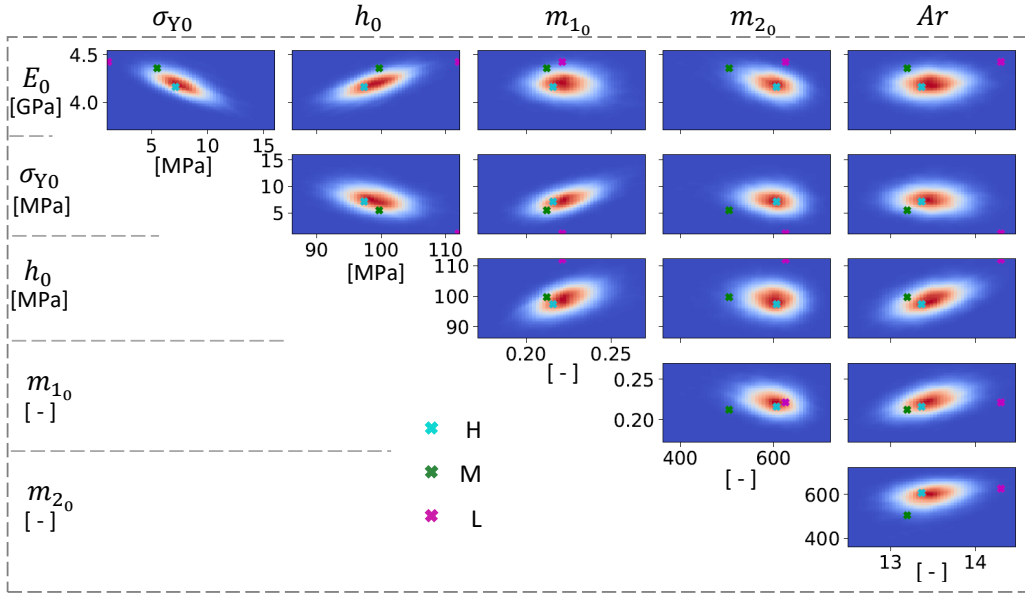 σY0 h0 m10 m20 Ar
E0
[GPa]
4.5
4.0
5 10 15
[MPa]
σY0
[MPa]
15
10
5
90 100 110
[MPa]
h0
[MPa]
110
100
90
0.20 0.25
[ - ]
m10
[ - ]
0.25
0.20
400 600
[ - ]
H
M
L
m20
[ - ]
600
400
13 14
[ - ]